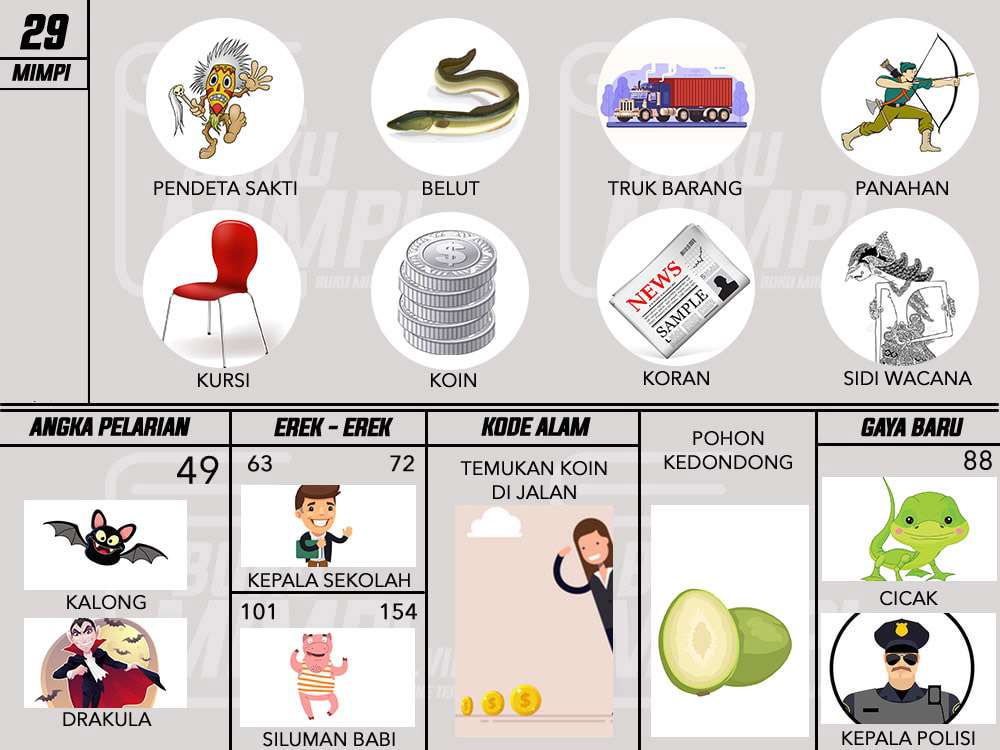 29
MIMPI
PENDETA SAKTI
BELUT
TRUK BARANG
PANAHAN
KURSI
KOIN
NEWS
SAMPLE
KORAN
SIDI WACANA
ANGKA PELARIAN
49
KALONG
DRAKULA
EREK - EREK
63 72
KEPALA SEKOLAH
101 154
SILUMAN BABI
KODE ALAM
TEMUKAN KOIN
DI JALAN
POHON
KEDONDONG
GAYA BARU
88
CICAK
KEPALA POLISI